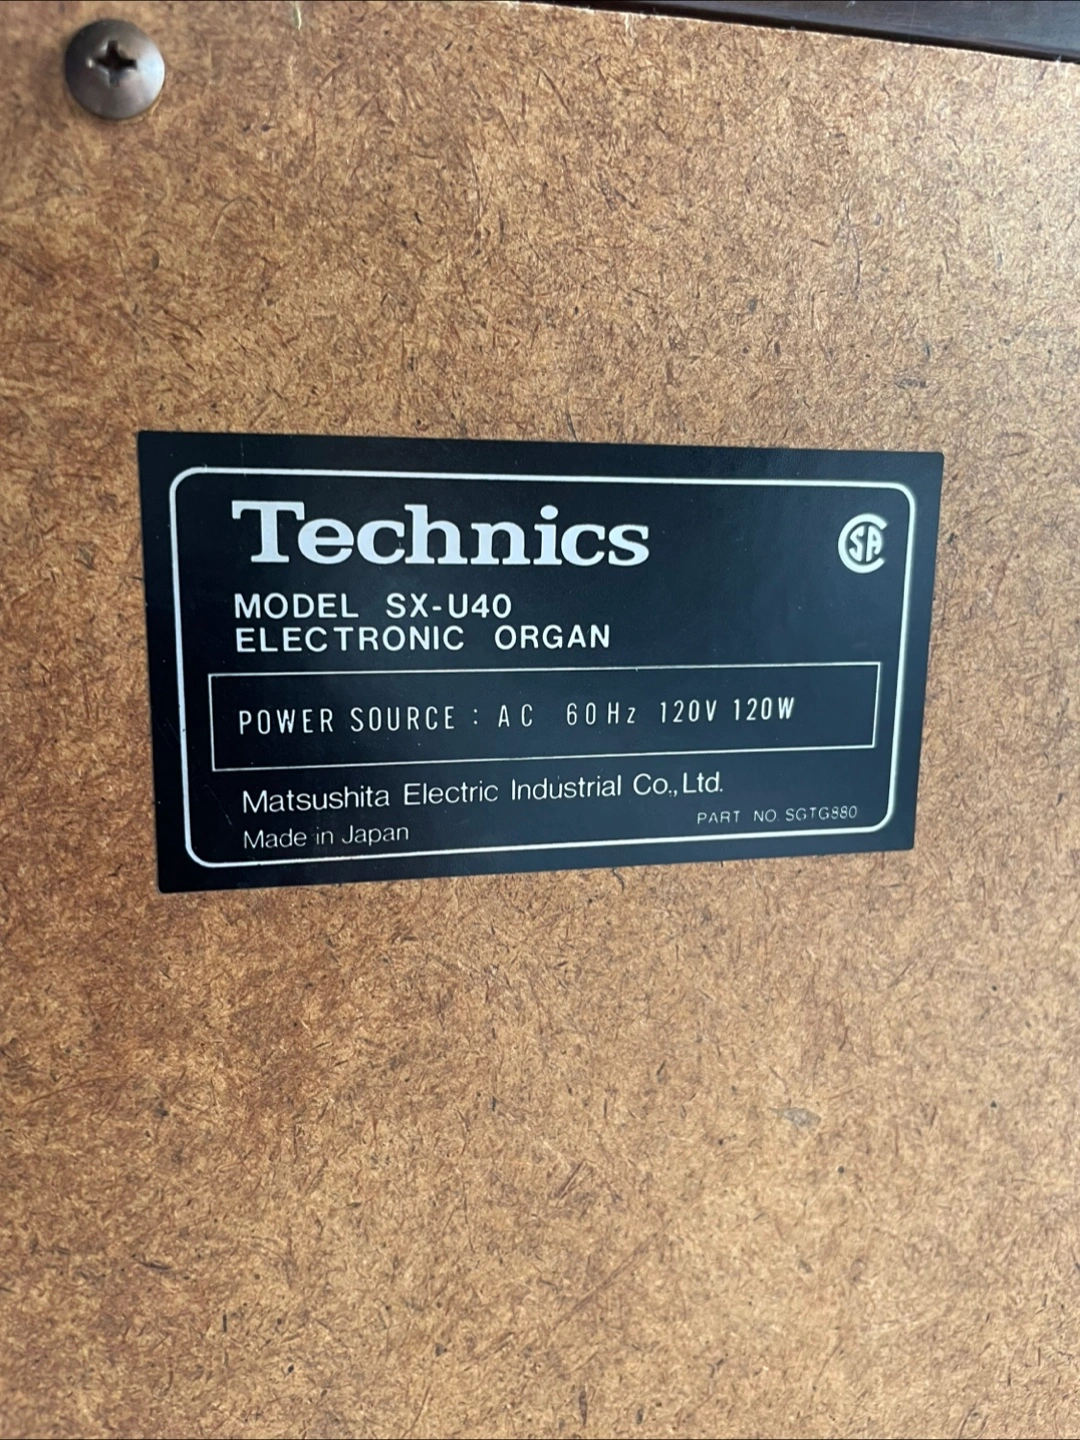 Technics
CSA
MODEL SX-U40
ELECTRONIC ORGAN
POWER SOURCE : AC 60Hz 120V 120W
Matsushita Electric Industrial Co., Ltd.
Made in Japan
PART NO. SGTG880